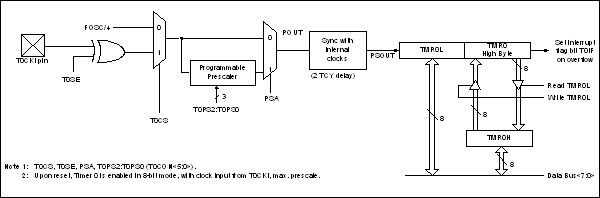 FOSC/4
0
1
T0CKI pin
T0SE
T0CS
Programmable
Prescaler
3
T0PS2:T0PS0
0
1
PSA
POUT
Sync with
Internal
clocks
(2 TCY delay)
PSOUT
TMR0L
TMR0
High Byte
Set Interrupt
flag bit T0IF
on overflow
8
Read TMR0L
Write TMR0L
8
8
TMR0H
8
Data Bus<7:0>
Note 1: T0CS, T0SE, PSA, T0PS2:T0PS0 (T0CON<5:0>).
2: Upon reset, Timer0 is enabled in 8-bit mode, with clock input from T0CKI, max. prescale.